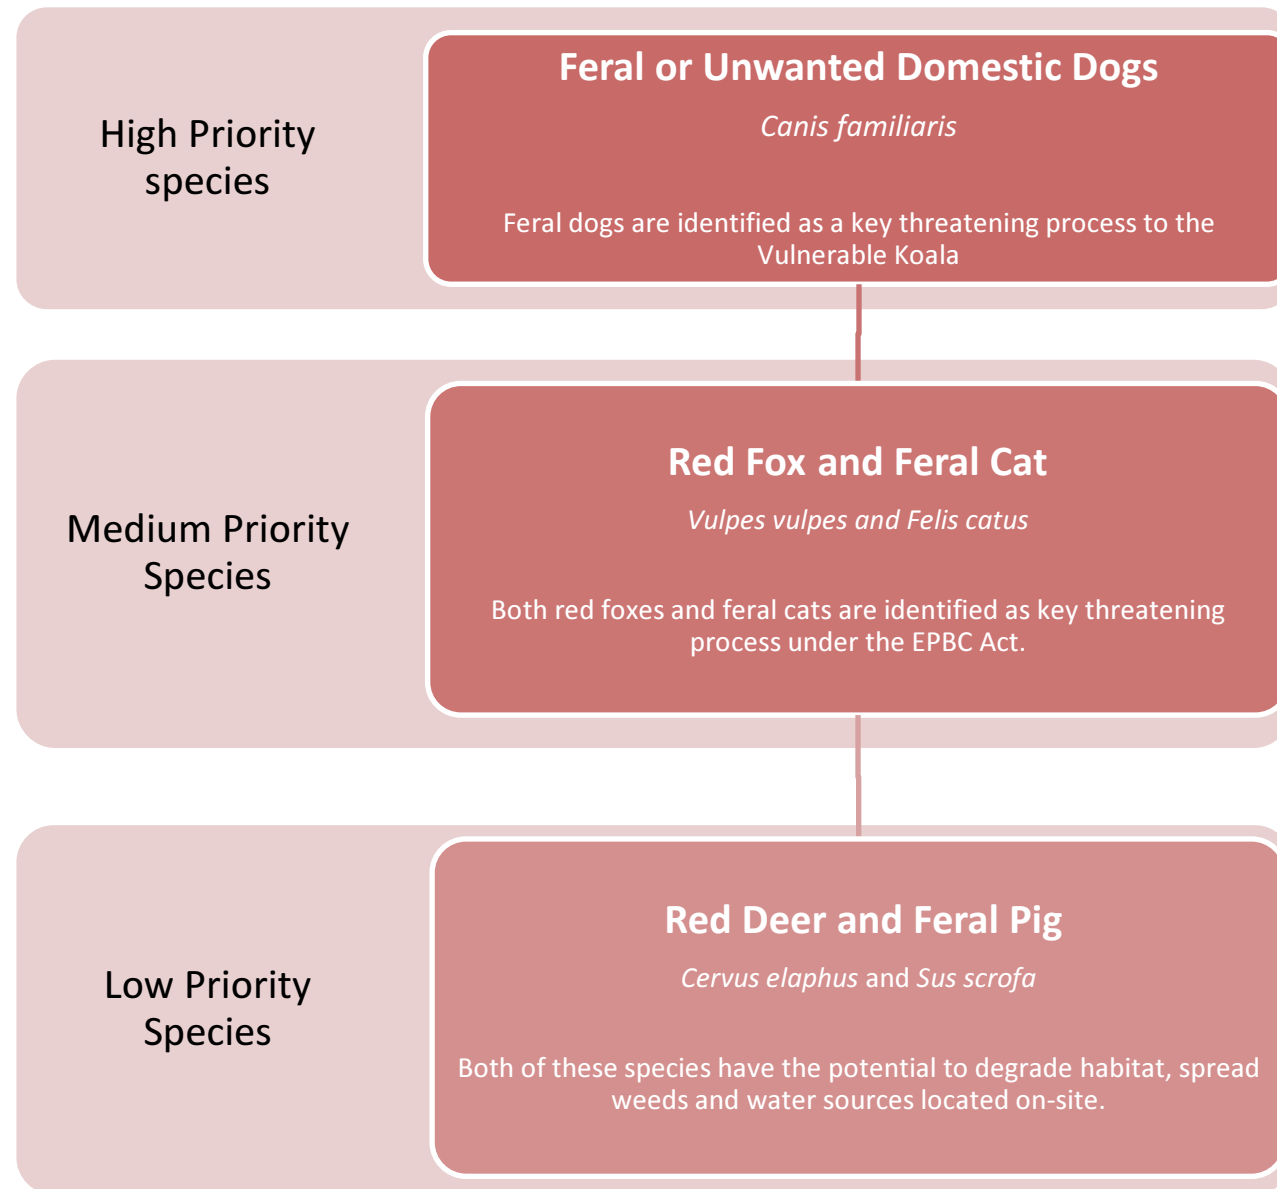 High Priority
species
Feral or Unwanted Domestic Dogs
Canis familiaris
Feral dogs are identified as a key threatening process to the
Vulnerable Koala
Medium Priority
Species
Red Fox and Feral Cat
Vulpes vulpes and Felis catus
Both red foxes and feral cats are identified as key threatening
process under the EPBC Act.
Low Priority
Species
Red Deer and Feral Pig
Cervus elaphus and Sus scrofa
Both of these species have the potential to degrade habitat, spread
weeds and water sources located on-site.